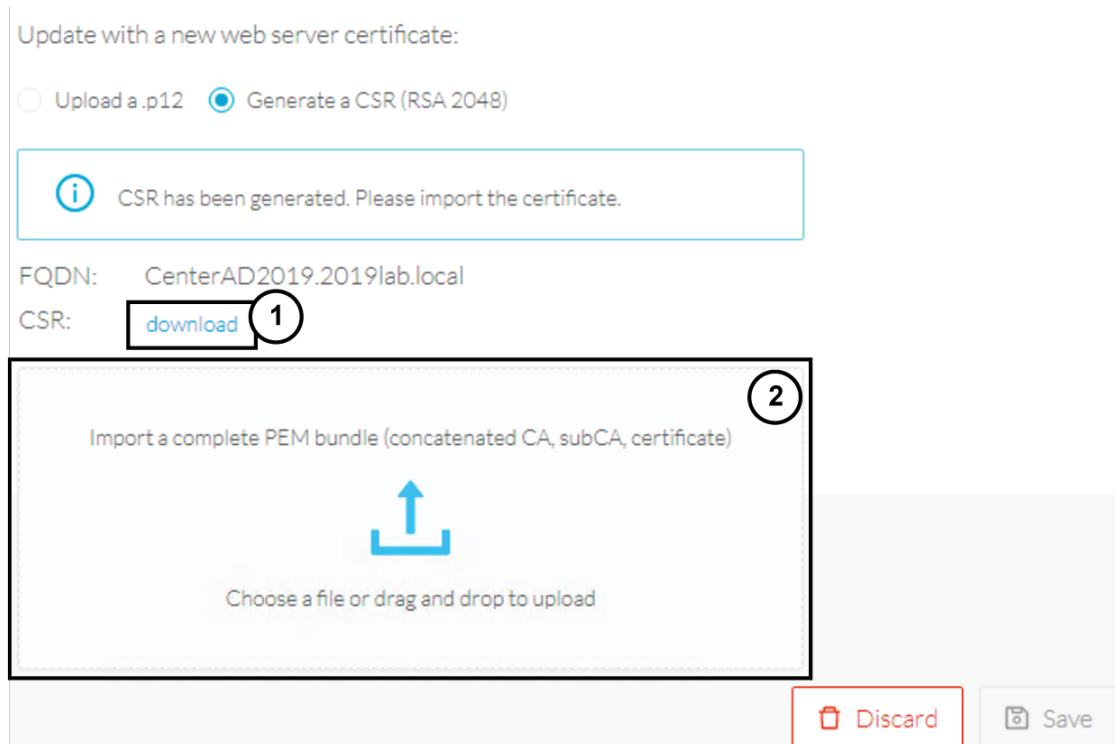 Update with a new web server certificate:
Upload a .p12 Generate a CSR (RSA 2048)
CSR has been generated. Please import the certificate.
FQDN: CenterAD2019.2019lab.local
CSR: download 1
2
Import a complete PEM bundle (concatenated CA, subCA, certificate)
Choose a file or drag and drop to upload
Discard Save